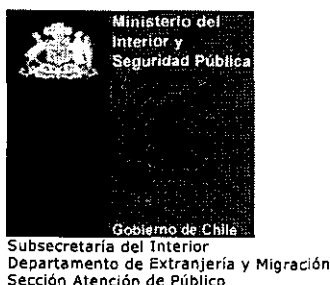 Ministerio del
Interior y
Seguridad Pública
Gobierno de Chile
Subsecretaría del Interior
Departamento de Extranjería y Migración
Sección Atención de Público